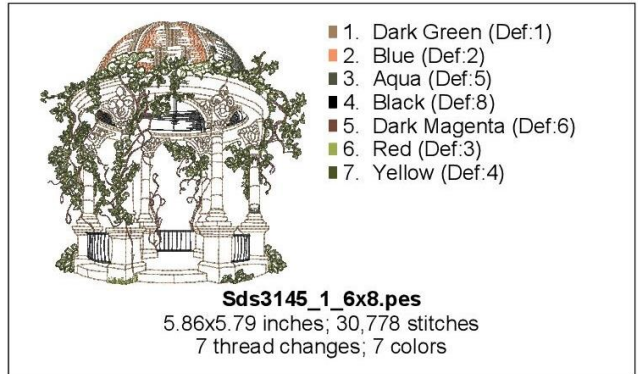 1. Dark Green (Def:1)
2. Blue (Def:2)
3. Aqua (Def:5)
4. Black (Def:8)
5. Dark Magenta (Def:6)
6. Red (Def:3)
7. Yellow (Def:4)
Sds3145_1_6x8.pes
5.86x5.79 inches; 30,778 stitches
7 thread changes; 7 colors